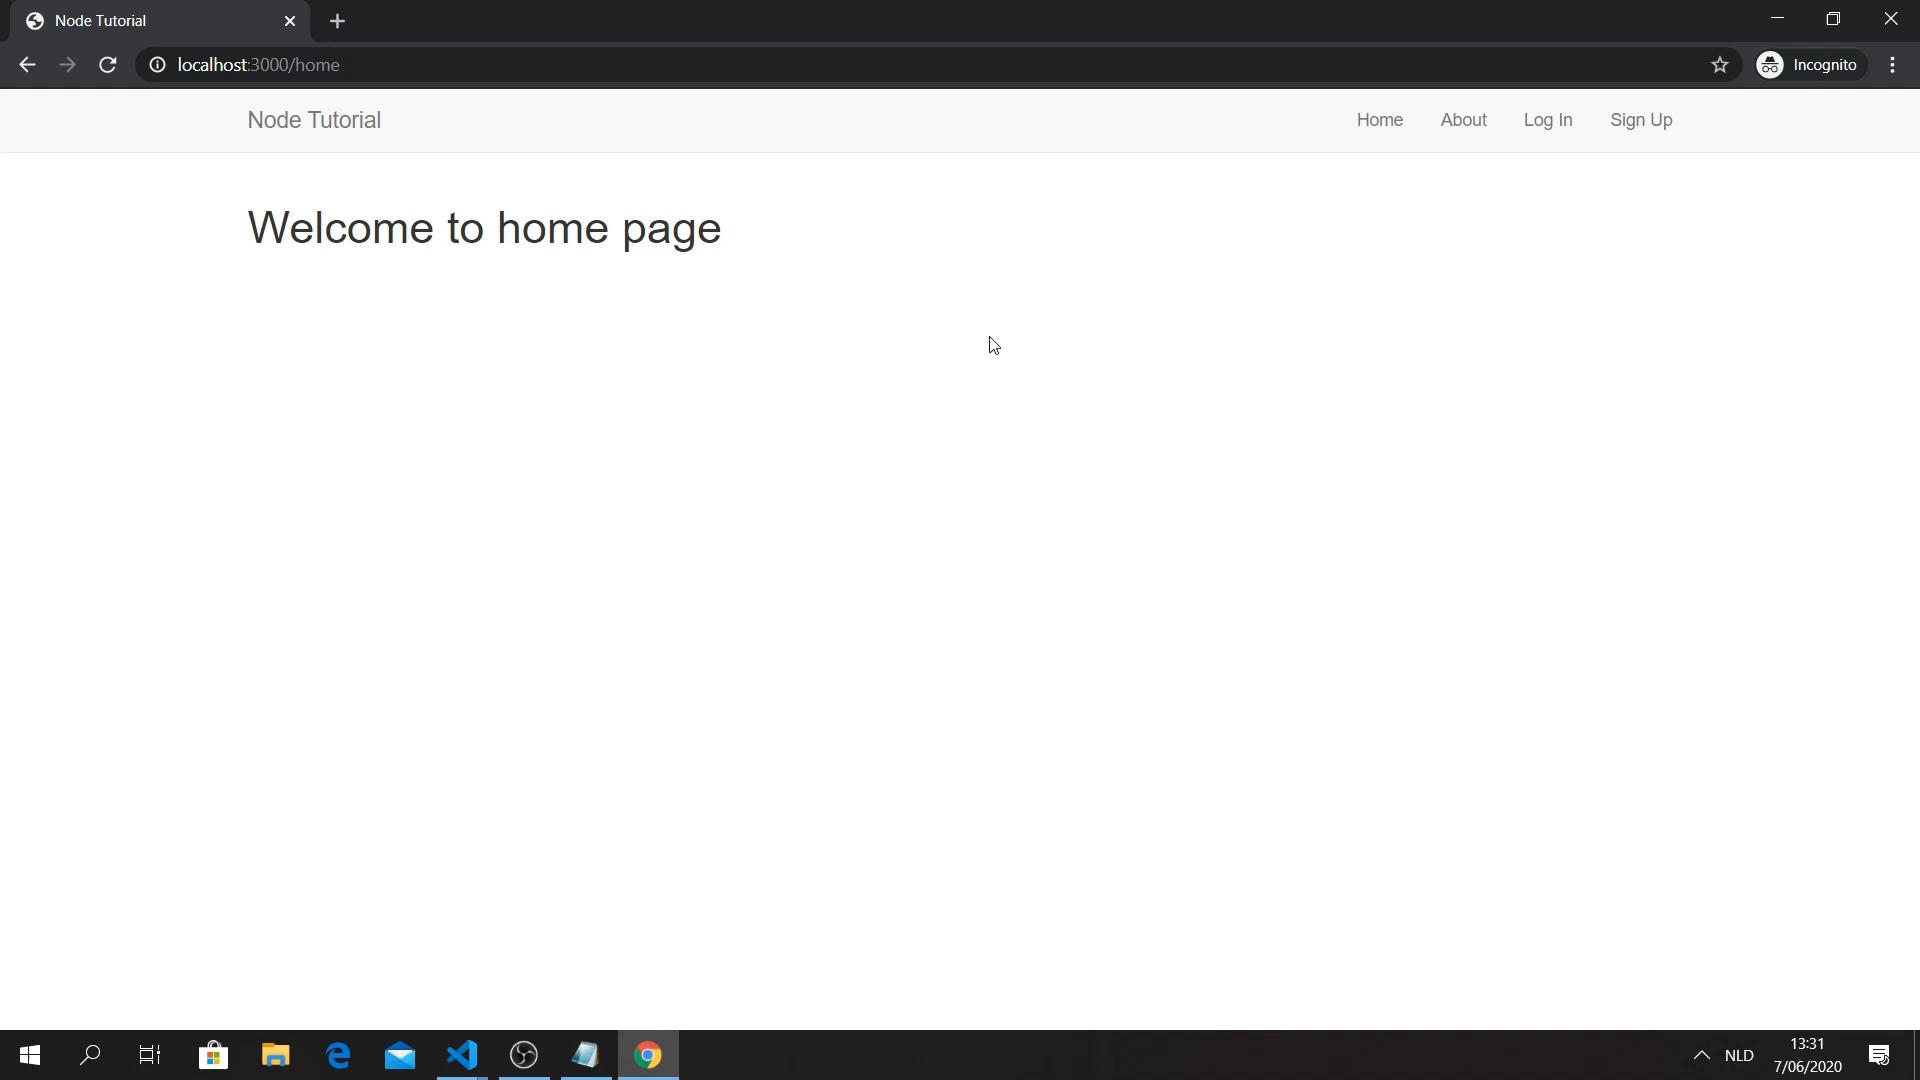 Node Tutorial
localhost:3000/home
Incognito
Node Tutorial
Home About Log In Sign Up
Welcome to home page
NLD
13:31
7/06/2020